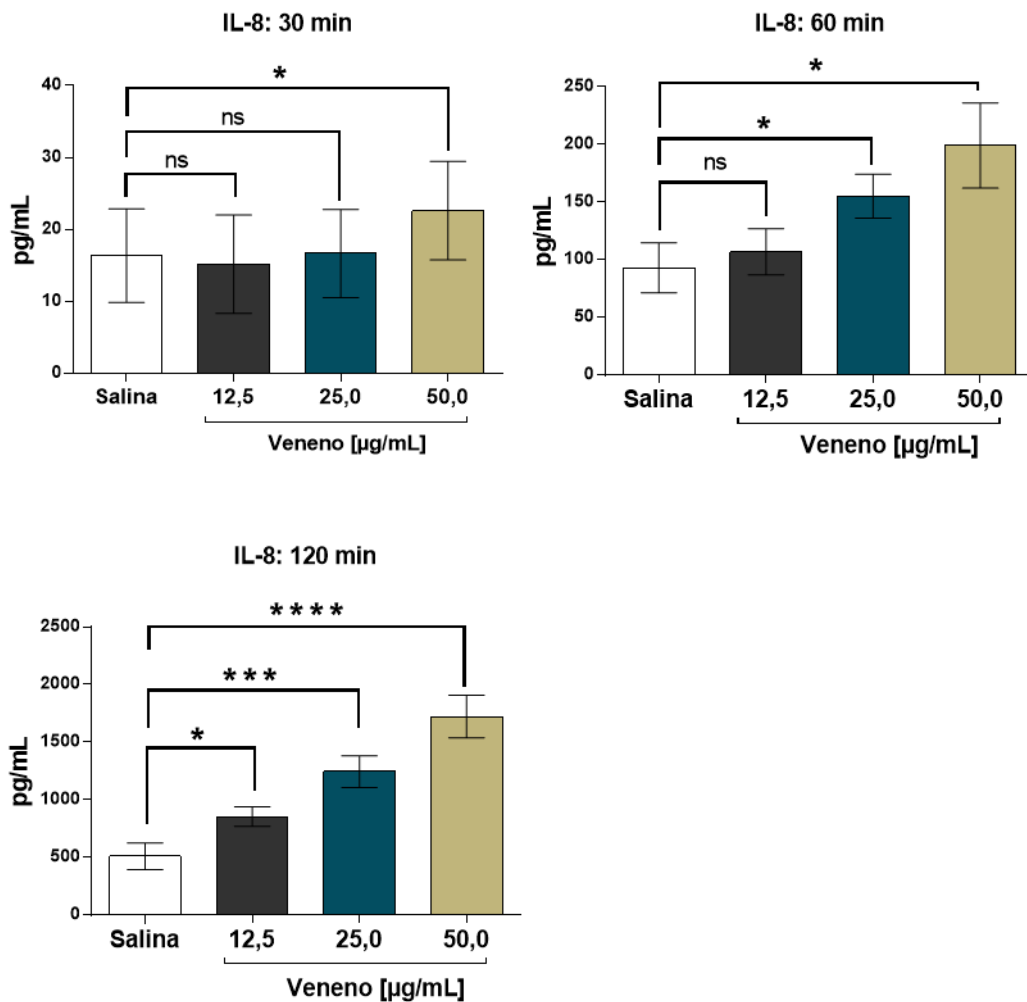 IL-8: 30 min
*
ns
ns
40
30
20
10
0
pg/mL
Salina
12,5
25,0
50,0
Veneno [µg/mL]
IL-8: 60 min
*
*
ns
250
200
150
100
50
0
pg/mL
Salina
12,5
25,0
50,0
Veneno [µg/mL]
IL-8: 120 min
****
***
*
2500
2000
1500
1000
500
0
pg/mL
Salina
12,5
25,0
50,0
Veneno [µg/mL]